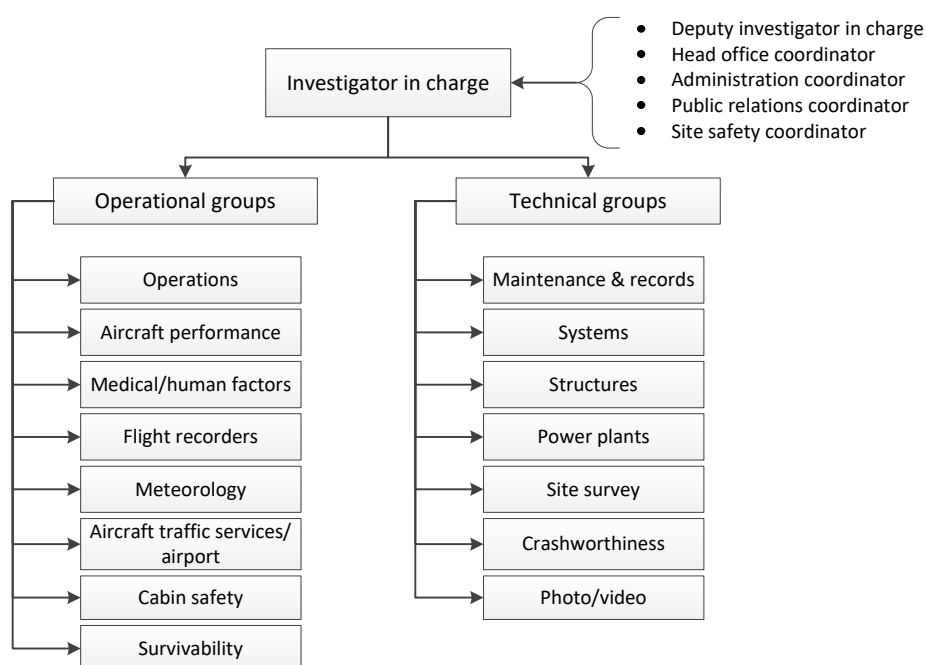 Investigator in charge
• Deputy investigator in charge
• Head office coordinator
• Administration coordinator
• Public relations coordinator
• Site safety coordinator
Operational groups
Operations
Aircraft performance
Medical/human factors
Flight recorders
Meteorology
Aircraft traffic services/
airport
Cabin safety
Survivability
Technical groups
Maintenance & records
Systems
Structures
Power plants
Site survey
Crashworthiness
Photo/video